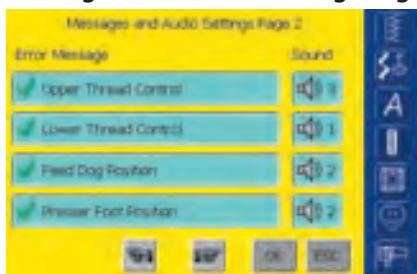 Messages and Audio Settings Page 2
Error Message Sound
Upper Thread Control 3
Lower Thread Control 1
Feed Dog Position 2
Presser Foot Position 2
OK ESC
A